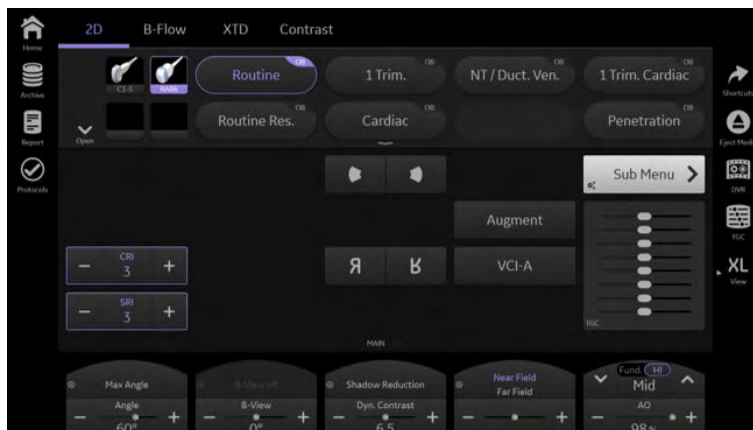 2D B-Flow XTD Contrast
Home
Archive
Report
Protocols
C1-5 RAB6
Open
Routine OB
1 Trim. OB
NT / Duct. Ven. OB
1 Trim. Cardiac OB
Routine Res. OB
Cardiac OB
Penetration OB
Shortcuts
Eject Media
DVR
TGC
XL
View
Sub Menu
Augment
VCI-A
CRI
− 3 +
SRI
− 3 +
R
TGC
MAIN
Max Angle
Angle
− +
60°
ß-View off
ß-View
− +
0°
Shadow Reduction
Dyn. Contrast
− +
6.5
Near Field
Far Field
− +
Fund. HI
Mid
AO
− +
98 %